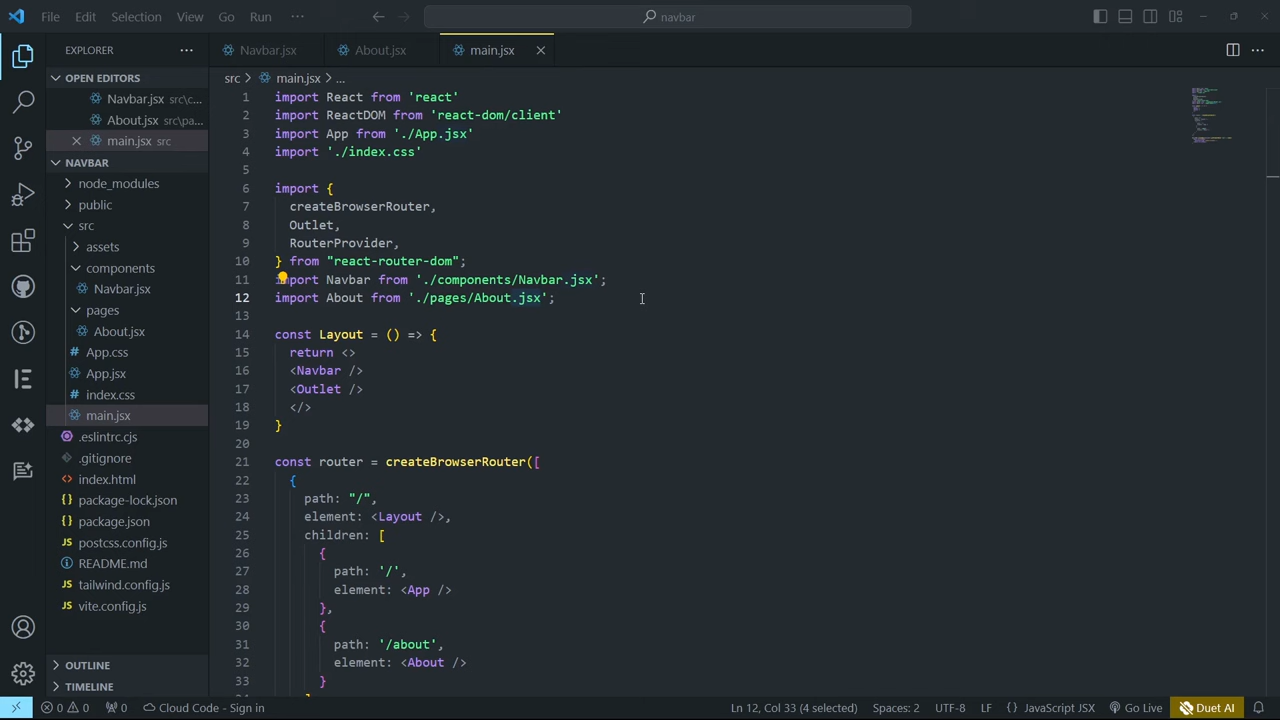 File Edit Selection View Go Run ···
navbar
EXPLORER ···
Navbar.jsx About.jsx main.jsx
OPEN EDITORS
Navbar.jsx src\c...
About.jsx src\pa...
main.jsx src
NAVBAR
node_modules
public
src
assets
components
Navbar.jsx
pages
About.jsx
# App.css
App.jsx
# index.css
main.jsx
.eslintrc.cjs
.gitignore
<> index.html
{} package-lock.json
{} package.json
JS postcss.config.js
README.md
JS tailwind.config.js
JS vite.config.js
OUTLINE
TIMELINE
src > main.jsx > ...
1 import React from 'react'
2 import ReactDOM from 'react-dom/client'
3 import App from './App.jsx'
4 import './index.css'
5
6 import {
7 createBrowserRouter,
8 Outlet,
9 RouterProvider,
10 } from "react-router-dom";
11 import Navbar from './components/Navbar.jsx';
12 import About from './pages/About.jsx';
13
14 const Layout = () => {
15 return <>
16 <Navbar />
17 <Outlet />
18 </>
19 }
20
21 const router = createBrowserRouter([
22 {
23 path: "/",
24 element: <Layout />,
25 children: [
26 {
27 path: '/',
28 element: <App />
29 },
30 {
31 path: '/about',
32 element: <About />
33 }
0 0 0 Cloud Code - Sign in Ln 12, Col 33 (4 selected) Spaces: 2 UTF-8 LF {} JavaScript JSX Go Live Duet AI